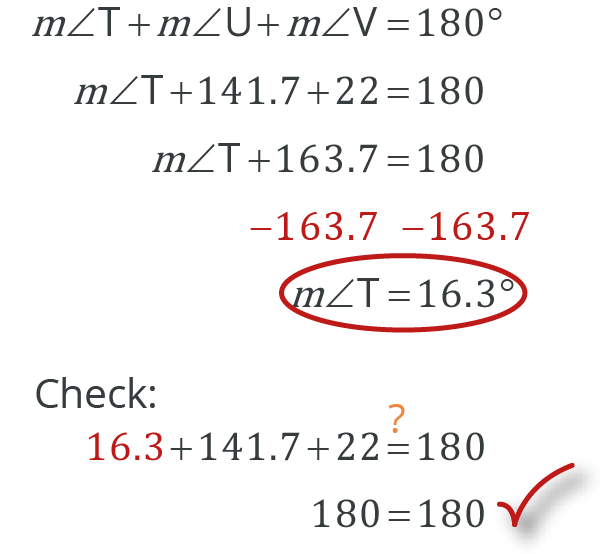 m∠T+m∠U+m∠V=180°
m∠T+141.7+22=180
m∠T+163.7=180
−163.7 −163.7
m∠T=16.3°
Check:
?
16.3+141.7+22=180
180=180 ✓